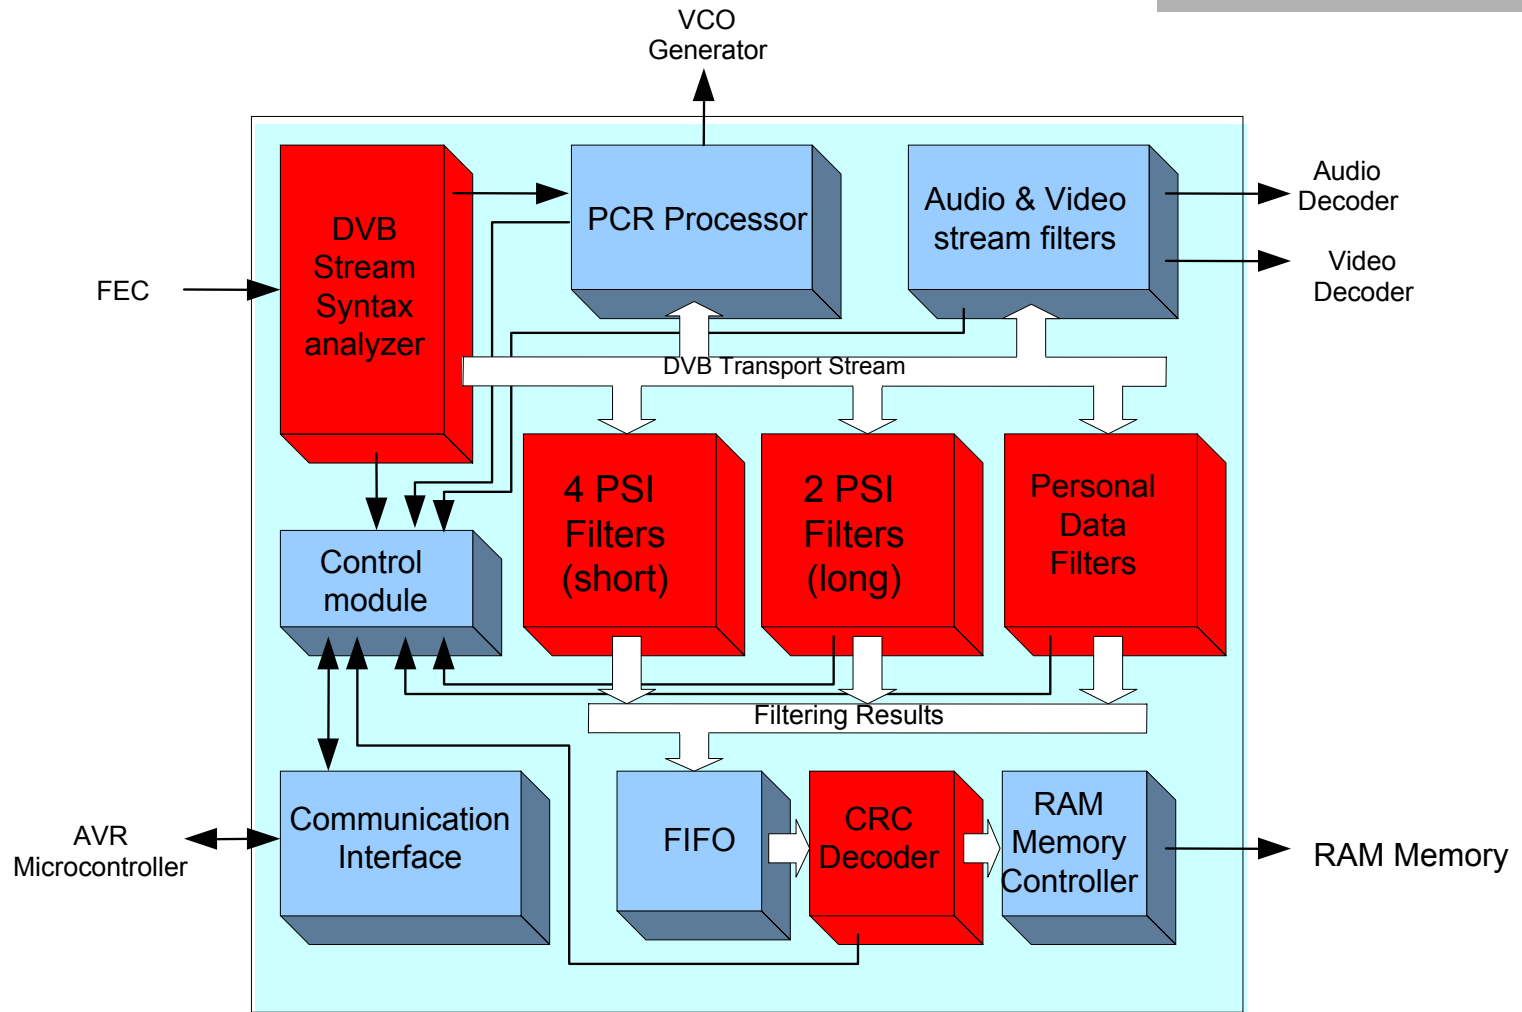 VCO
Generator
DVB
Stream
Syntax
analyzer
PCR Processor
Audio & Video
stream filters
Audio
Decoder
Video
Decoder
FEC
DVB Transport Stream
4 PSI
Filters
(short)
2 PSI
Filters
(long)
Personal
Data
Filters
Control
module
Filtering Results
Communication
Interface
FIFO
CRC
Decoder
RAM
Memory
Controller
AVR
Microcontroller
RAM Memory